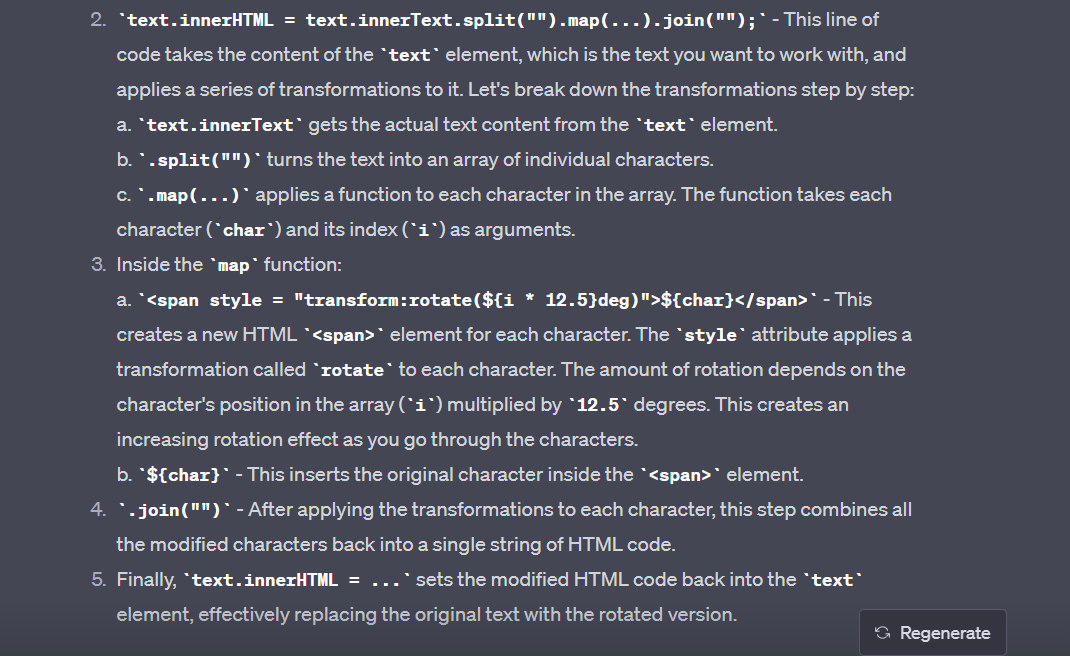 2. `text.innerHTML = text.innerText.split("").map(...).join("");` - This line of
code takes the content of the `text` element, which is the text you want to work with, and
applies a series of transformations to it. Let's break down the transformations step by step:
a. `text.innerText` gets the actual text content from the `text` element.
b. `.split("")` turns the text into an array of individual characters.
c. `.map(...)` applies a function to each character in the array. The function takes each
character (`char`) and its index (`i`) as arguments.
3. Inside the `map` function:
a. `<span style = "transform:rotate(${i * 12.5}deg)">${char}</span>` - This
creates a new HTML `<span>` element for each character. The `style` attribute applies a
transformation called `rotate` to each character. The amount of rotation depends on the
character's position in the array (`i`) multiplied by `12.5` degrees. This creates an
increasing rotation effect as you go through the characters.
b. `${char}` - This inserts the original character inside the `<span>` element.
4. `.join("")` - After applying the transformations to each character, this step combines all
the modified characters back into a single string of HTML code.
5. Finally, `text.innerHTML = ...` sets the modified HTML code back into the `text`
element, effectively replacing the original text with the rotated version.
Regenerate